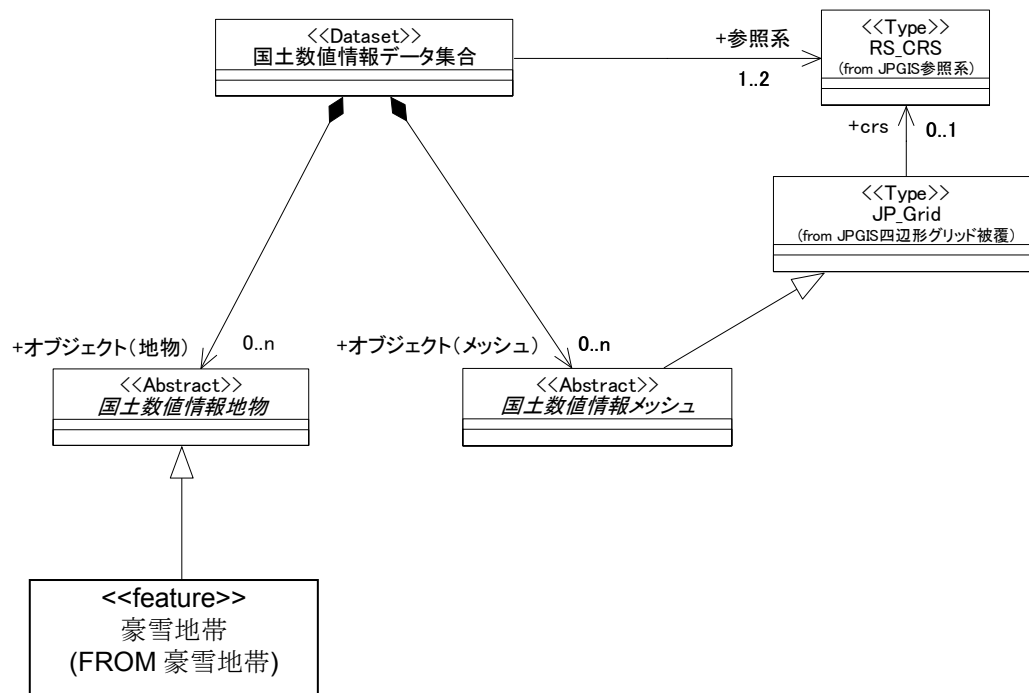 <<Dataset>>
国土数値情報データ集合
+参照系
1..2
<<Type>>
RS_CRS
(from JPGIS参照系)
+crs
0..1
<<Type>>
JP_Grid
(from JPGIS四辺形グリッド被覆)
+オブジェクト(地物)
0..n
+オブジェクト(メッシュ)
0..n
<<Abstract>>
国土数値情報地物
<<Abstract>>
国土数値情報メッシュ
<<feature>>
豪雪地帯
(FROM 豪雪地帯)